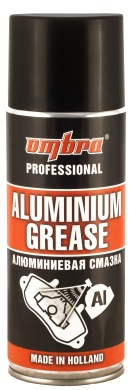 ombra
PROFESSIONAL
ALUMINIUM
GREASE
АЛЮМИНИЕВАЯ СМАЗКА
Al
MADE IN HOLLAND